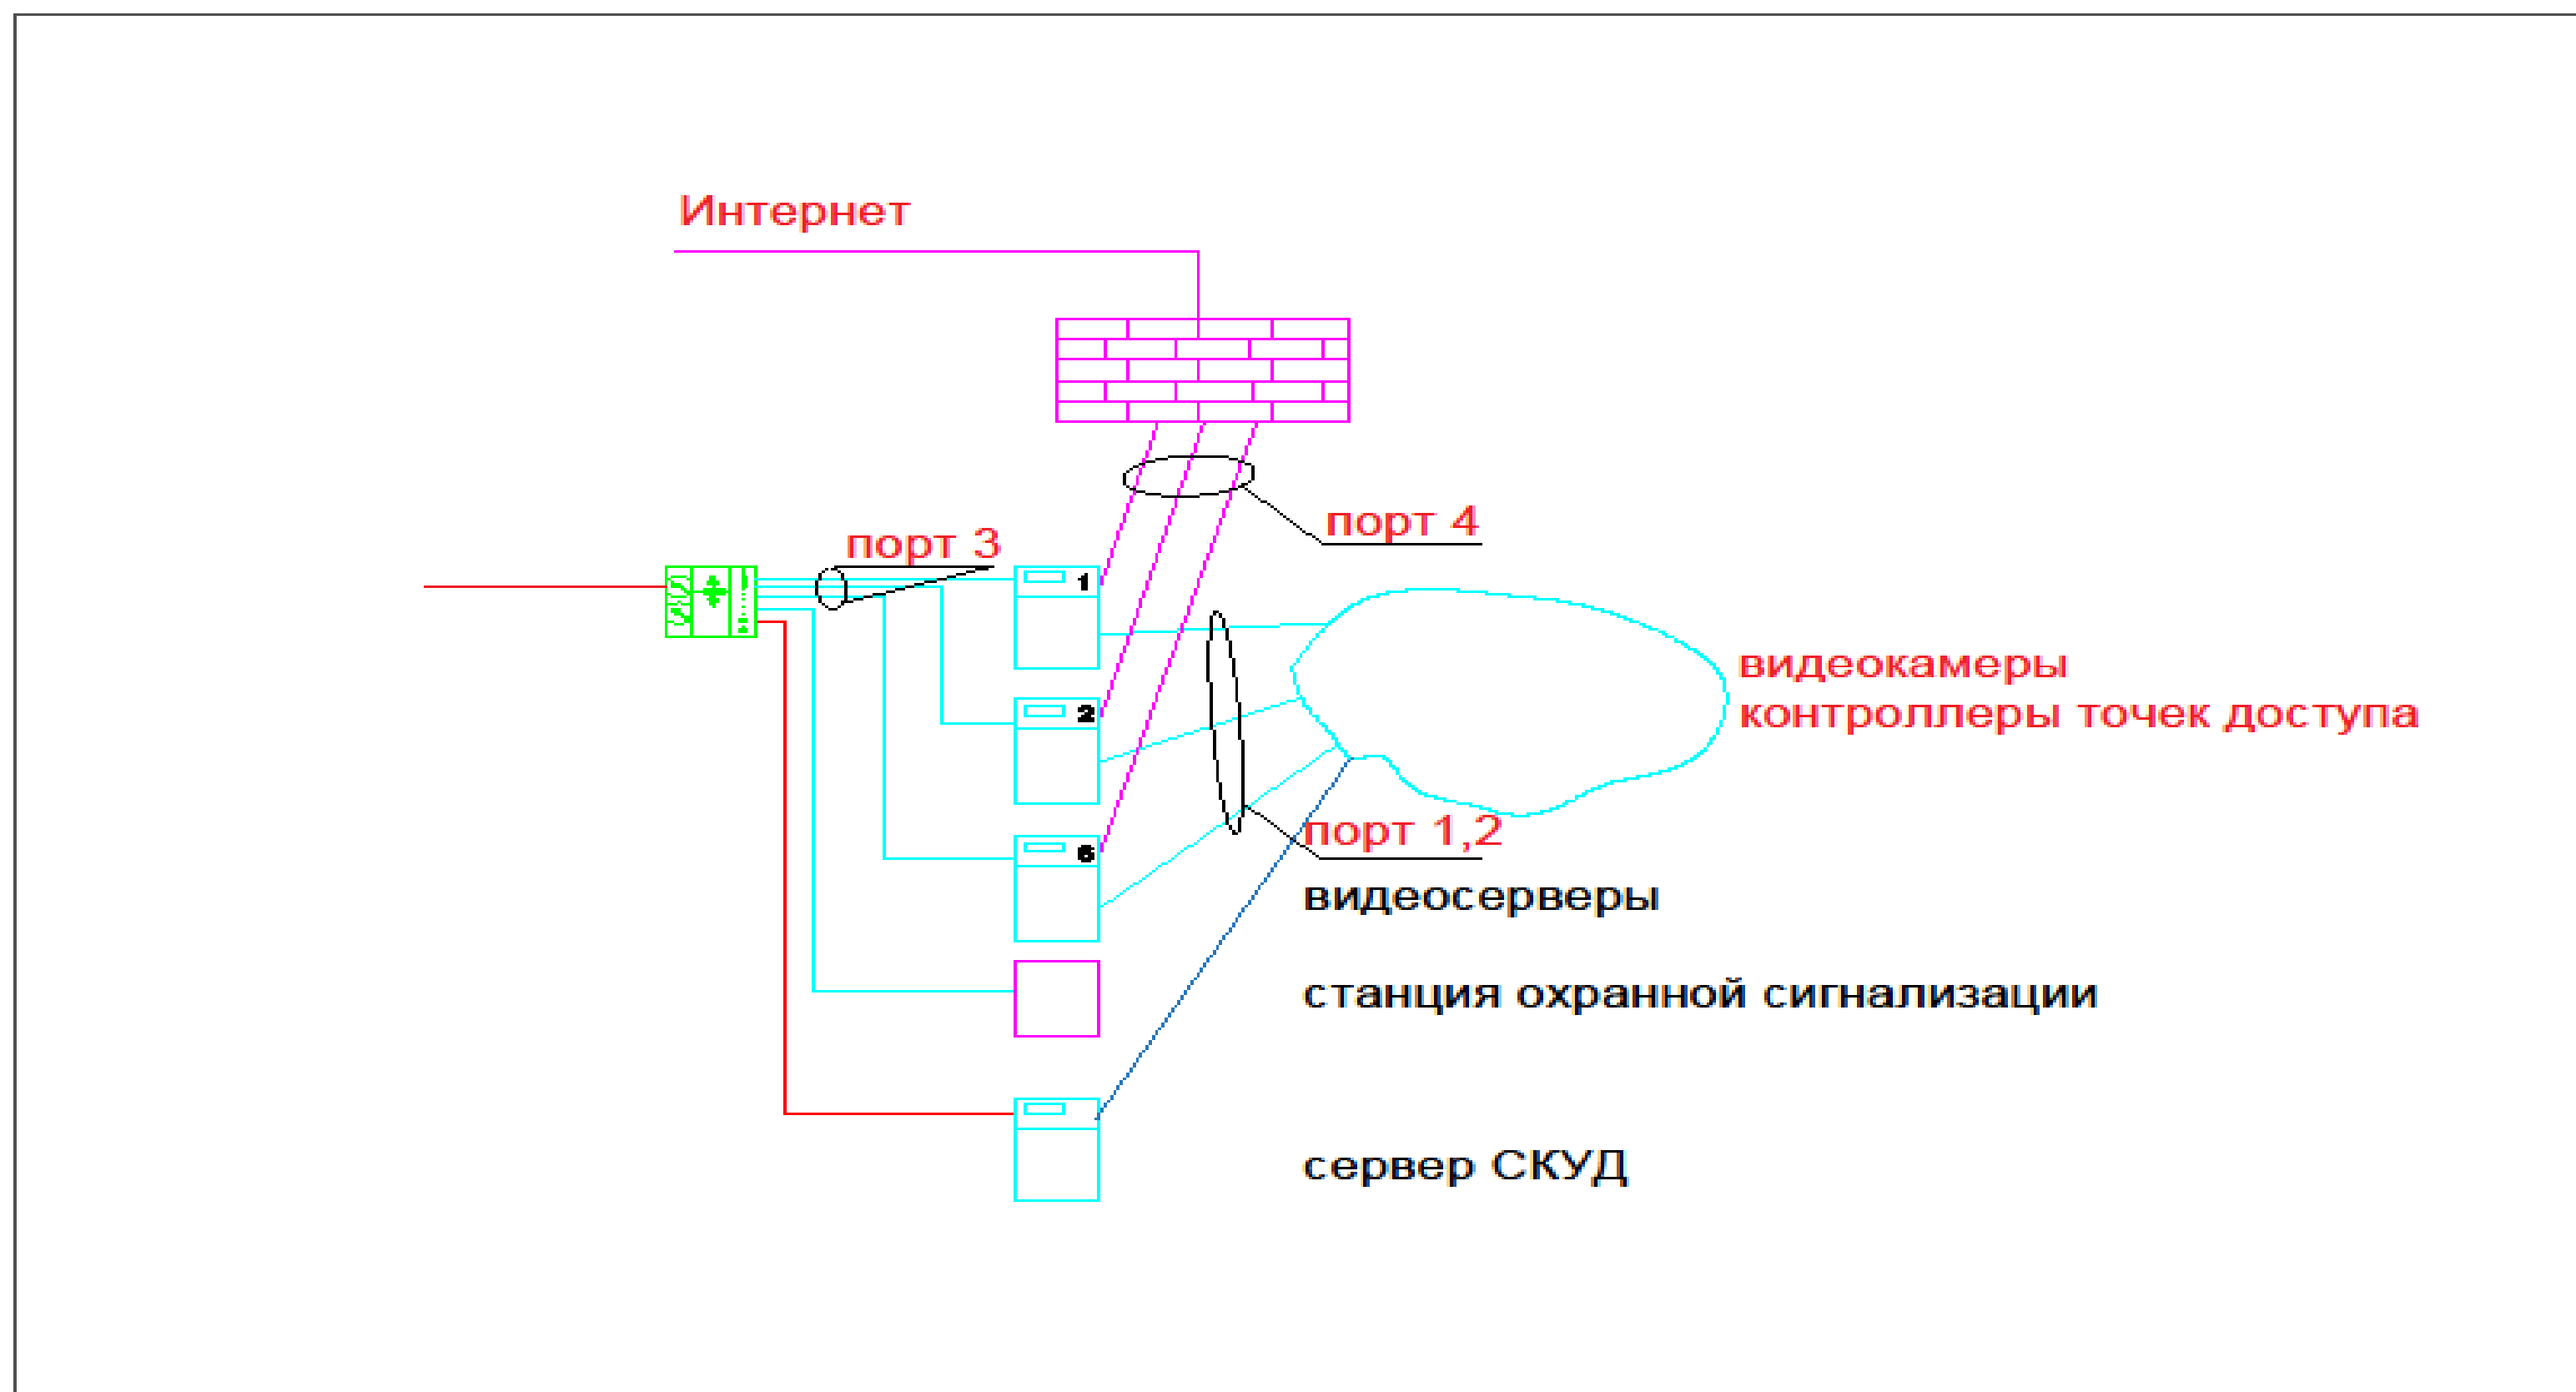 Интернет
порт 4
порт 3
1
видеокамеры
контроллеры точек доступа
2
порт 1,2
6
видеосерверы
станция охранной сигнализации
сервер СКУД